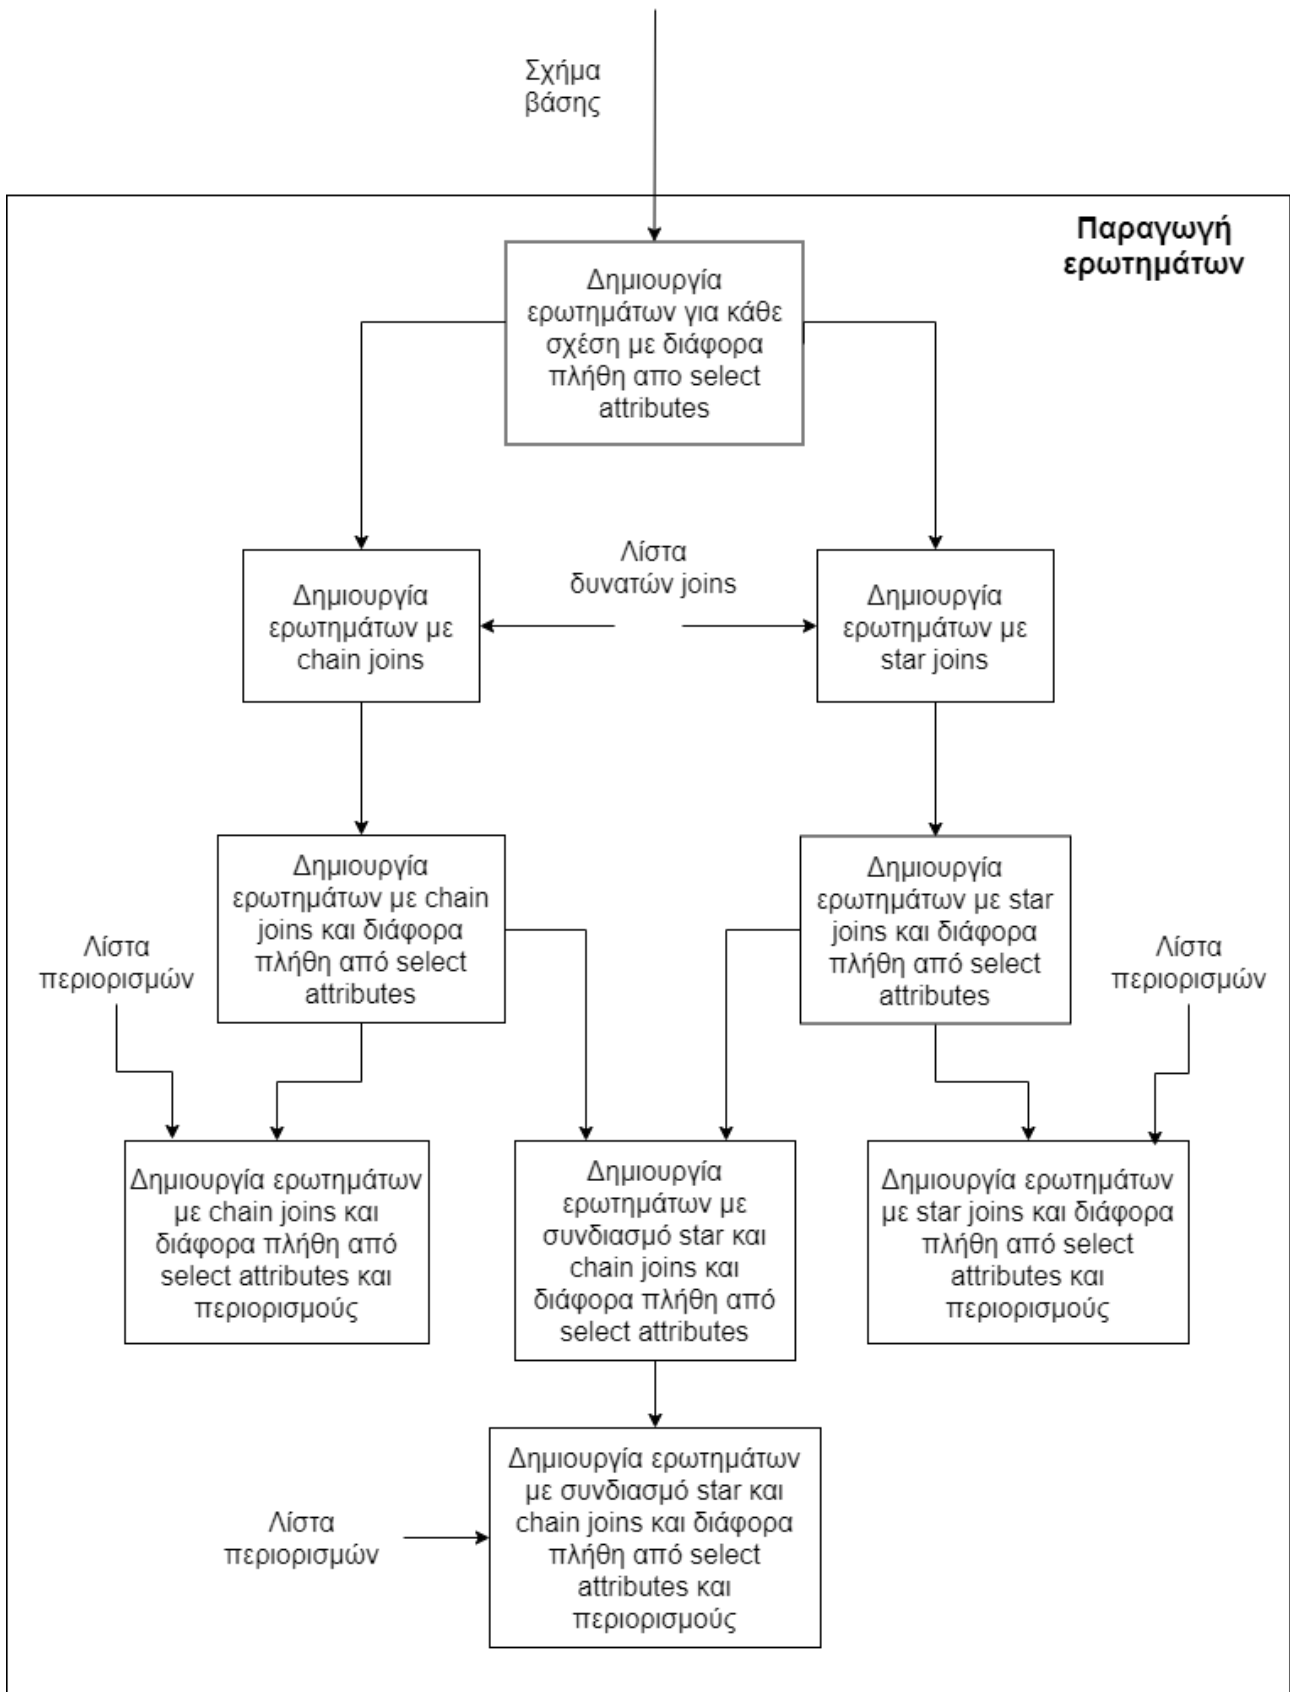 Σχήμα
βάσης
Παραγωγή
ερωτημάτων
Δημιουργία
ερωτημάτων για κάθε
σχέση με διάφορα
πλήθη απο select
attributes
Λίστα
δυνατών joins
Δημιουργία
ερωτημάτων με
chain joins
Δημιουργία
ερωτημάτων με
star joins
Δημιουργία
ερωτημάτων με chain
joins και διάφορα
πλήθη από select
attributes
Δημιουργία
ερωτημάτων με star
joins και διάφορα
πλήθη από select
attributes
Λίστα
περιορισμών
Λίστα
περιορισμών
Δημιουργία ερωτημάτων
με chain joins και
διάφορα πλήθη από
select attributes και
περιορισμούς
Δημιουργία
ερωτημάτων με
συνδιασμό star και
chain joins και
διάφορα πλήθη από
select attributes
Δημιουργία ερωτημάτων
με star joins και διάφορα
πλήθη από select
attributes και
περιορισμούς
Λίστα
περιορισμών
Δημιουργία ερωτημάτων
με συνδιασμό star και
chain joins και διάφορα
πλήθη από select
attributes και
περιορισμούς